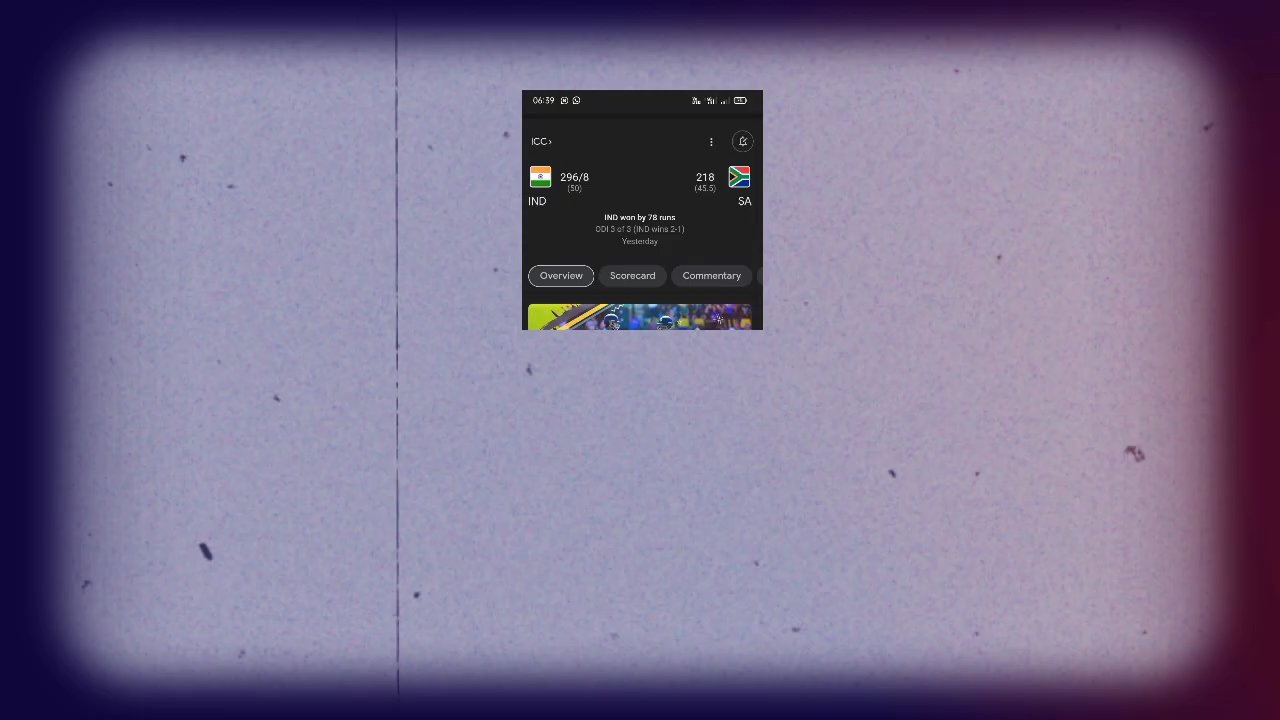 06:39
ICC ›
296/8 218
(50) (45.5)
IND SA
IND won by 78 runs
ODI 3 of 3 (IND wins 2-1)
Yesterday
Overview Scorecard Commentary